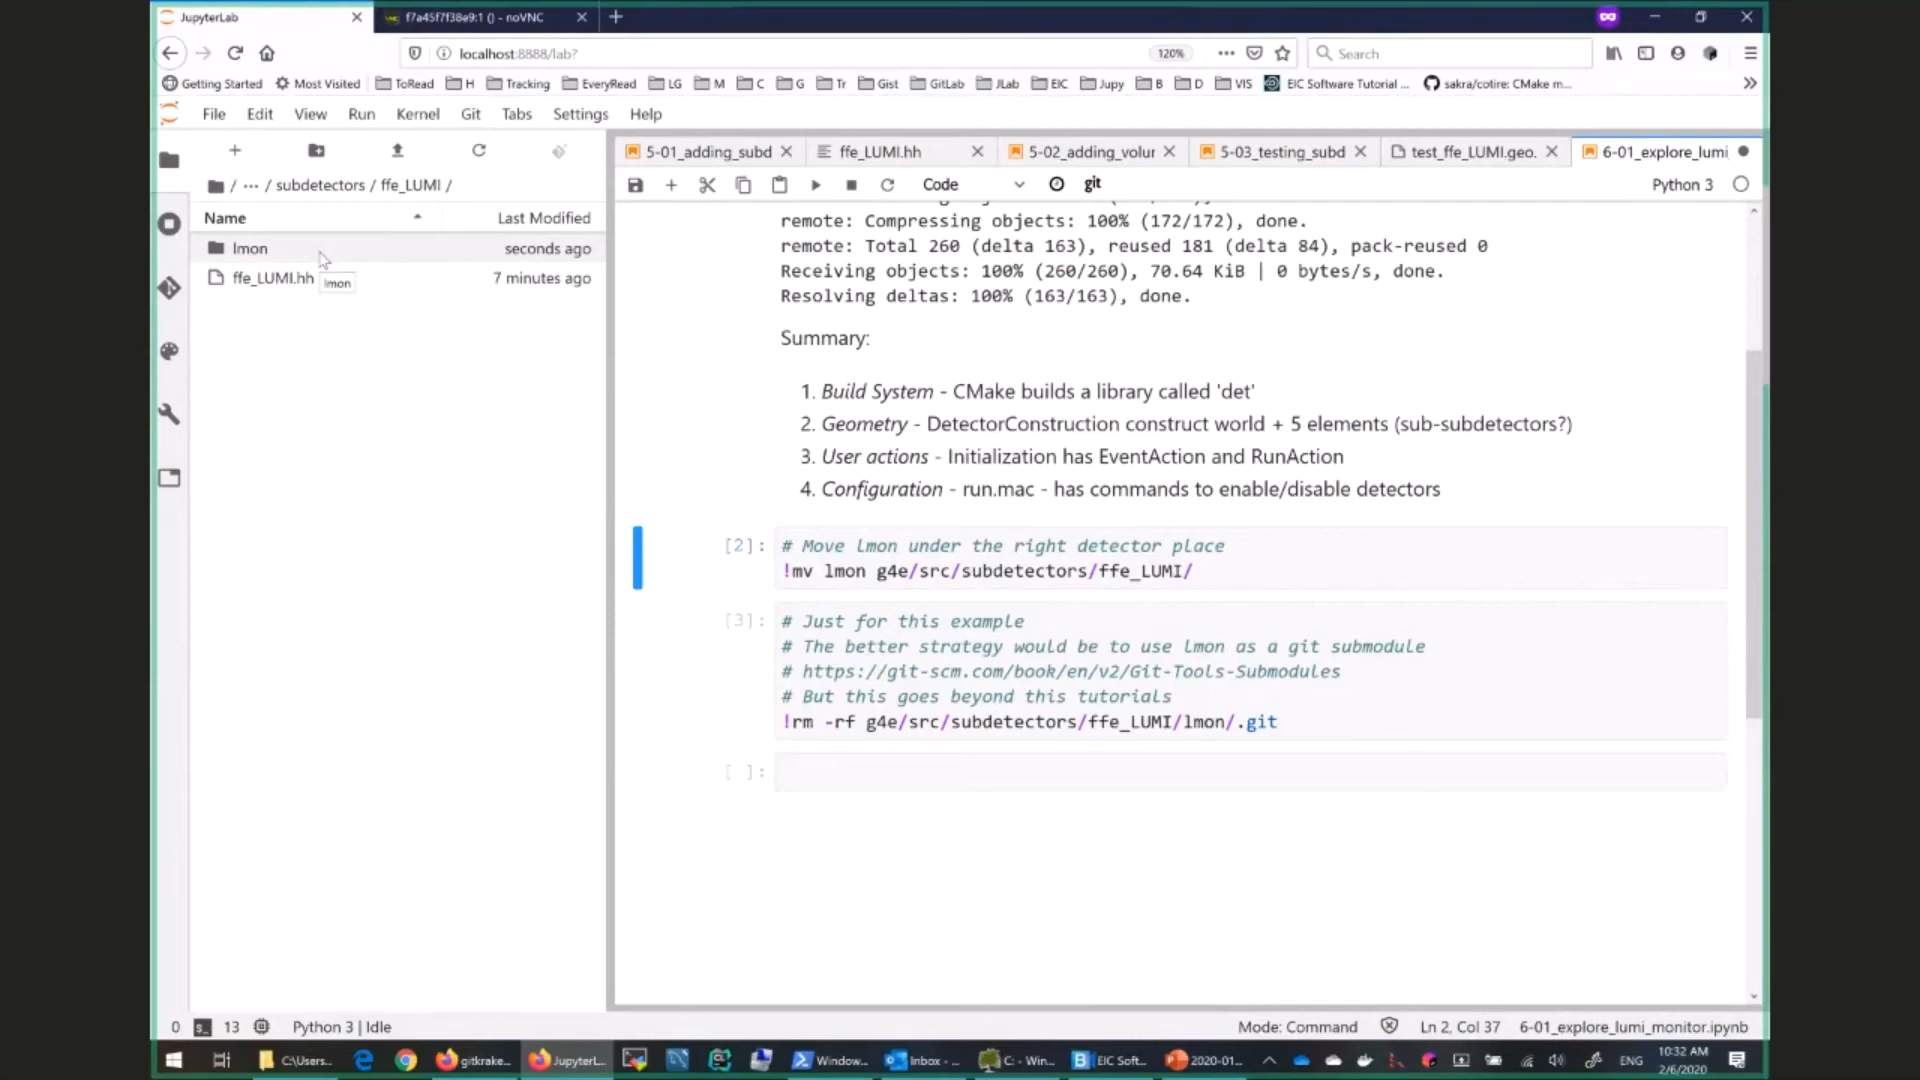 JupyterLab
f7a45f7f38e9:1 () - noVNC
localhost:8888/lab?
120%
Search
Getting Started
Most Visited
ToRead
H
Tracking
EveryRead
LG
M
C
G
Tr
Gist
GitLab
JLab
EIC
Jupy
B
D
VIS
EIC Software Tutorial ...
sakra/cotire: CMake m...
File Edit View Run Kernel Git Tabs Settings Help
5-01_adding_subd
ffe_LUMI.hh
5-02_adding_volur
5-03_testing_subd
test_ffe_LUMI.geo.
6-01_explore_lumi
/ ··· / subdetectors / ffe_LUMI /
Code
git
Python 3
Name
Last Modified
lmon
seconds ago
ffe_LUMI.hh
7 minutes ago
lmon
remote: Compressing objects: 100% (172/172), done.
remote: Total 260 (delta 163), reused 181 (delta 84), pack-reused 0
Receiving objects: 100% (260/260), 70.64 KiB | 0 bytes/s, done.
Resolving deltas: 100% (163/163), done.
Summary:
1. Build System - CMake builds a library called 'det'
2. Geometry - DetectorConstruction construct world + 5 elements (sub-subdetectors?)
3. User actions - Initialization has EventAction and RunAction
4. Configuration - run.mac - has commands to enable/disable detectors
[2]: # Move lmon under the right detector place
!mv lmon g4e/src/subdetectors/ffe_LUMI/
[3]: # Just for this example
# The better strategy would be to use lmon as a git submodule
# https://git-scm.com/book/en/v2/Git-Tools-Submodules
# But this goes beyond this tutorials
!rm -rf g4e/src/subdetectors/ffe_LUMI/lmon/.git
[ ]:
0
13
Python 3 | Idle
Mode: Command
Ln 2, Col 37
6-01_explore_lumi_monitor.ipynb
C:\Users...
gitkrake...
JupyterL...
Window...
Inbox - ...
C: - Win...
EIC Soft...
2020-01...
ENG
10:32 AM
2/6/2020